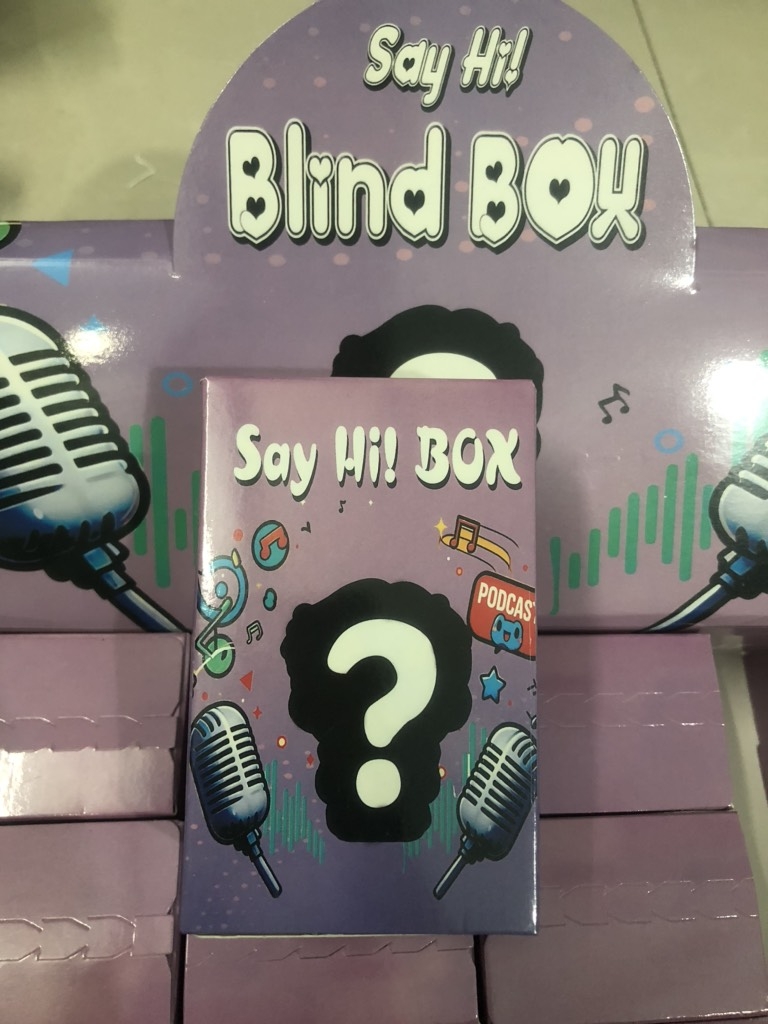 Say Hi!
Blind BOX
Say Hi! BOX
PODCAST
?